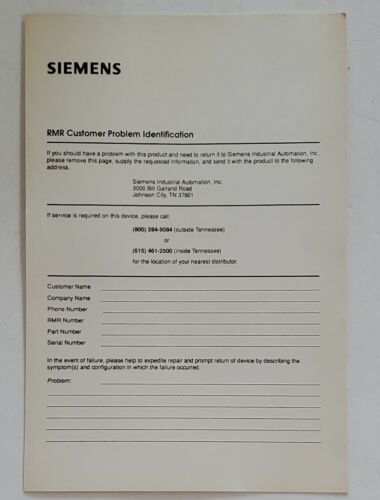 SIEMENS
RMR Customer Problem Identification
If you should have a problem with this product and need to return it to Siemens Industrial Automation, Inc.
please remove this page, supply the requested information, and send it with the product to the following
address.
Siemens Industrial Automation, Inc.
3000 Bill Garland Road
Johnson City, TN 37601
If service is required on this device, please call:
(800) 284-9084 (outside Tennessee)
or
(615) 461-2500 (inside Tennessee)
for the location of your nearest distributor.
Customer Name
Company Name
Phone Number
RMR Number
Part Number
Serial Number
In the event of failure, please help to expedite repair and prompt return of device by describing the
symptom(s) and configuration in which the failure occurred.
Problem: